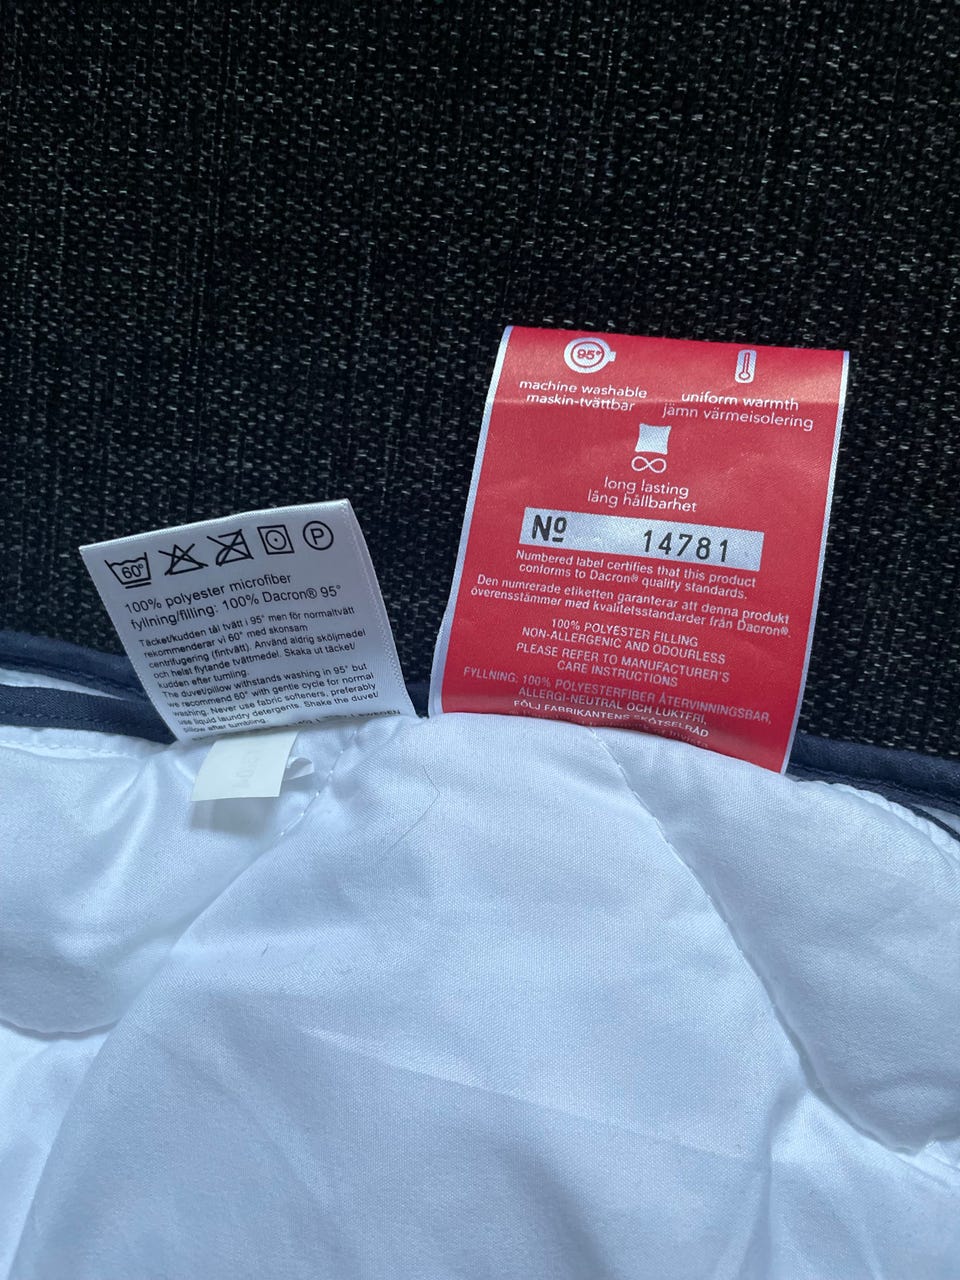 60°
P
100% polyester microfiber
fyllning/filling: 100% Dacron® 95°
Täcket/kudden tål tvätt i 95° men för normaltvätt
rekommenderar vi 60° med skonsam
centrifugering (fintvätt). Använd aldrig sköljmedel
och helst flytande tvättmedel. Skaka ut täcket/
kudden efter tumling.
The duvet/pillow withstands washing in 95° but
we recommend 60° with gentle cycle for normal
washing. Never use fabric softeners, preferably
use liquid laundry detergents. Shake the duvet/
pillow after tumbling.
95°
machine washable
maskin-tvättbar
uniform warmth
jämn värmeisolering
long lasting
lång hållbarhet
Nº 14781
Numbered label certifies that this product
conforms to Dacron® quality standards.
Den numrerade etiketten garanterar att denna produkt
överensstämmer med kvalitetsstandarder från Dacron®.
100% POLYESTER FILLING
NON-ALLERGENIC AND ODOURLESS
PLEASE REFER TO MANUFACTURER'S
CARE INSTRUCTIONS
FYLLNING: 100% POLYESTERFIBER ÅTERVINNINGSBAR,
ALLERGI-NEUTRAL OCH LUKTFRI,
FÖLJ FABRIKANTENS SKÖTSELRÅD